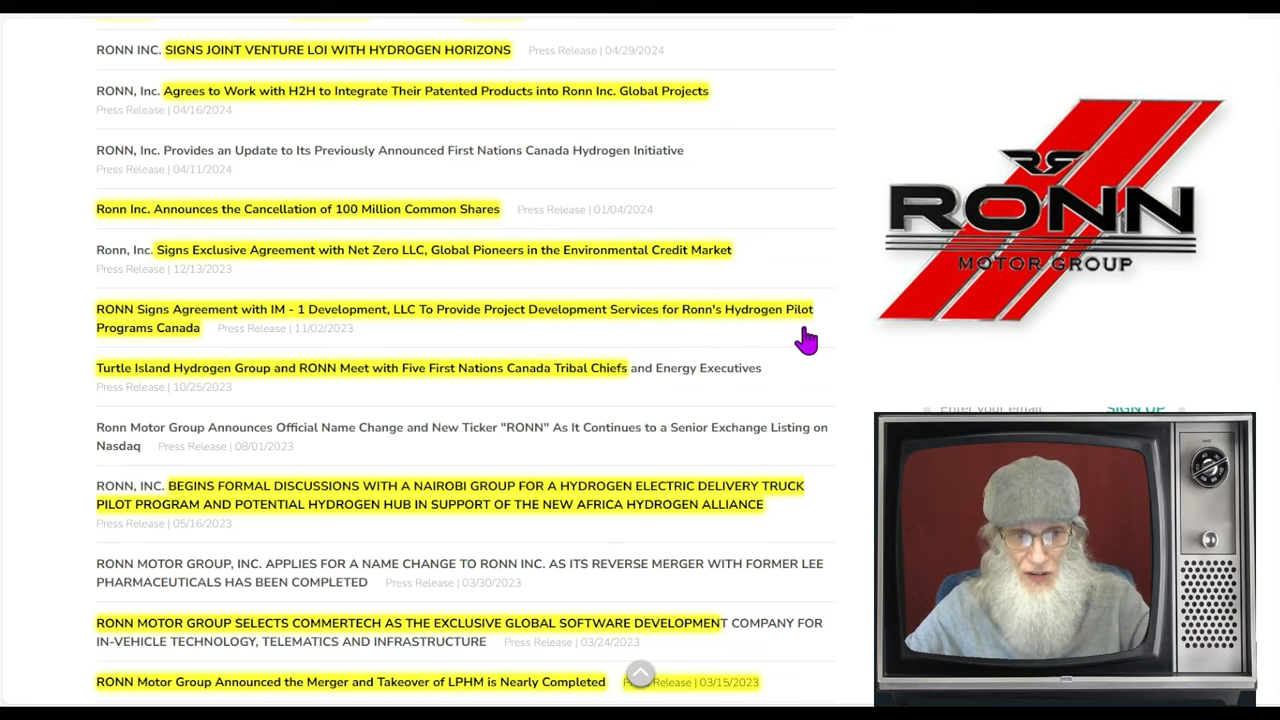 RONN INC. SIGNS JOINT VENTURE LOI WITH HYDROGEN HORIZONS Press Release | 04/29/2024
RONN, Inc. Agrees to Work with H2H to Integrate Their Patented Products into Ronn Inc. Global Projects
Press Release | 04/16/2024
RONN, Inc. Provides an Update to Its Previously Announced First Nations Canada Hydrogen Initiative
Press Release | 04/11/2024
Ronn Inc. Announces the Cancellation of 100 Million Common Shares Press Release | 01/04/2024
Ronn, Inc. Signs Exclusive Agreement with Net Zero LLC, Global Pioneers in the Environmental Credit Market
Press Release | 12/13/2023
RONN Signs Agreement with IM - 1 Development, LLC To Provide Project Development Services for Ronn's Hydrogen Pilot
Programs Canada Press Release | 11/02/2023
Turtle Island Hydrogen Group and RONN Meet with Five First Nations Canada Tribal Chiefs and Energy Executives
Press Release | 10/25/2023
Ronn Motor Group Announces Official Name Change and New Ticker "RONN" As It Continues to a Senior Exchange Listing on
Nasdaq Press Release | 08/01/2023
RONN, INC. BEGINS FORMAL DISCUSSIONS WITH A NAIROBI GROUP FOR A HYDROGEN ELECTRIC DELIVERY TRUCK
PILOT PROGRAM AND POTENTIAL HYDROGEN HUB IN SUPPORT OF THE NEW AFRICA HYDROGEN ALLIANCE
Press Release | 05/16/2023
RONN MOTOR GROUP, INC. APPLIES FOR A NAME CHANGE TO RONN INC. AS ITS REVERSE MERGER WITH FORMER LEE
PHARMACEUTICALS HAS BEEN COMPLETED Press Release | 03/30/2023
RONN MOTOR GROUP SELECTS COMMERTECH AS THE EXCLUSIVE GLOBAL SOFTWARE DEVELOPMENT COMPANY FOR
IN-VEHICLE TECHNOLOGY, TELEMATICS AND INFRASTRUCTURE Press Release | 03/24/2023
RONN Motor Group Announced the Merger and Takeover of LPHM is Nearly Completed Release | 03/15/2023
RONN
MOTOR GROUP
Enter your email SIGN UP